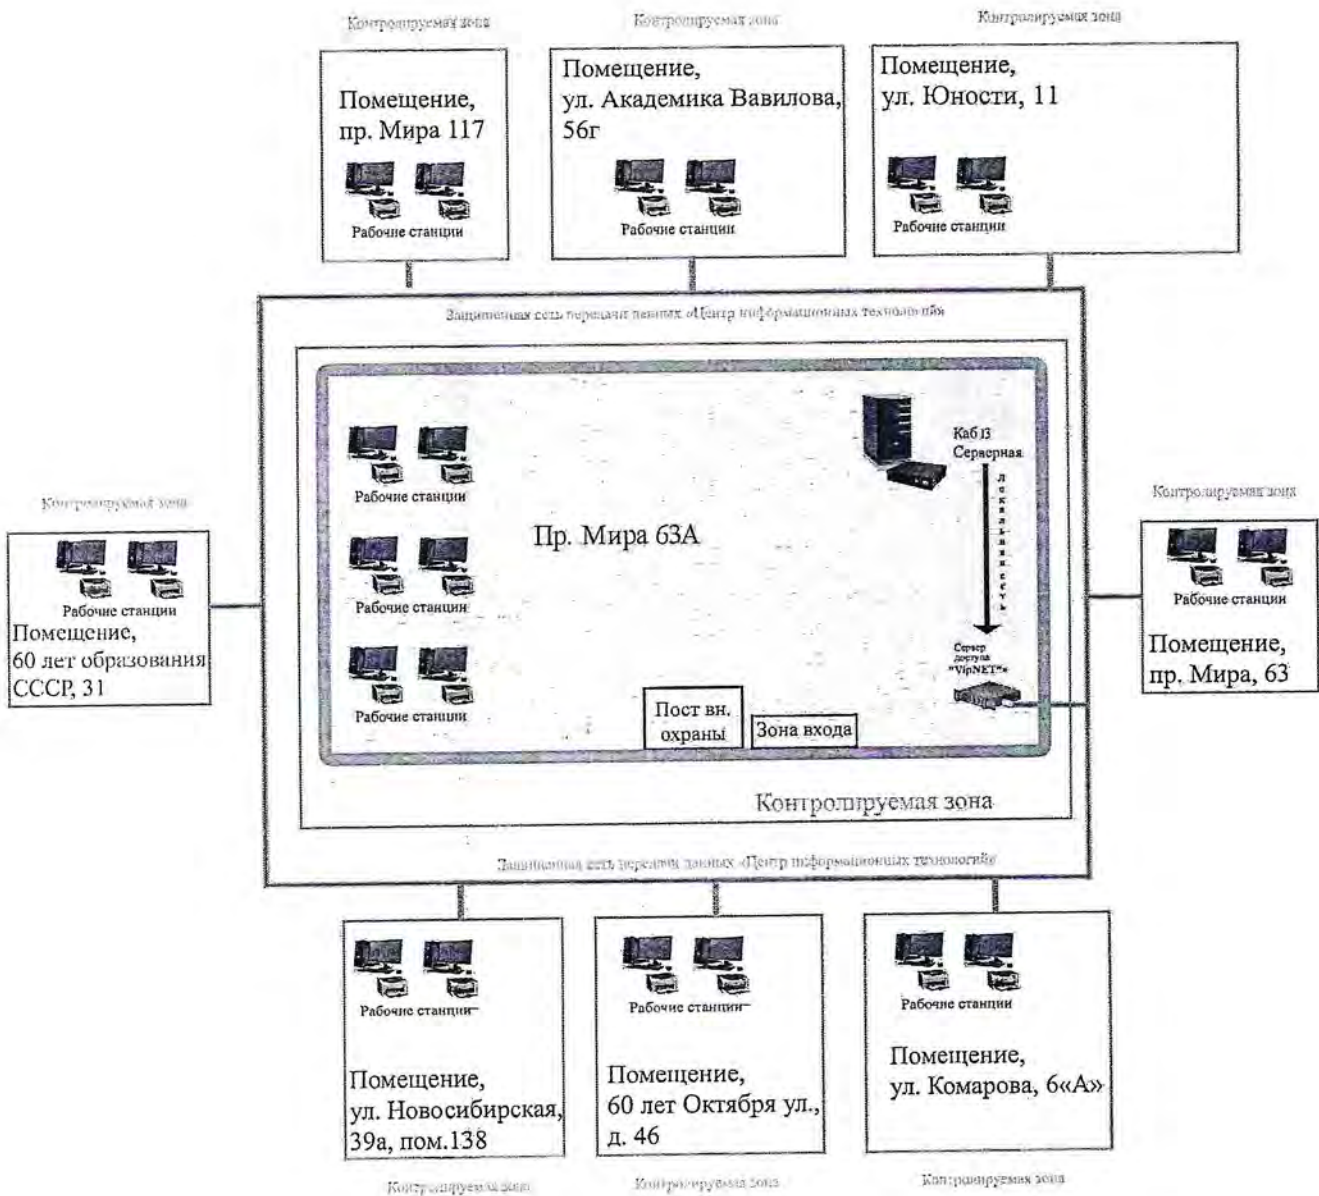 Контролируемая зона
Контролируемая зона
Контролируемая зона
Помещение,
пр. Мира 117
Рабочие станции
Помещение,
ул. Академика Вавилова,
56г
Рабочие станции
Помещение,
ул. Юности, 11
Рабочие станции
Защищенная сеть передачи данных «Центр информационных технологий»
Каб 13
Серверная
Локальная сеть
Рабочие станции
Рабочие станции
Рабочие станции
Пр. Мира 63А
Сервер
доступа
"VipNET"»
Пост вн.
охраны
Зона входа
Контролируемая зона
Контролируемая зона
Рабочие станции
Помещение,
60 лет образования
СССР, 31
Контролируемая зона
Рабочие станции
Помещение,
пр. Мира, 63
Защищенная сеть передачи данных «Центр информационных технологий»
Рабочие станции
Помещение,
ул. Новосибирская,
39а, пом.138
Рабочие станции
Помещение,
60 лет Октября ул.,
д. 46
Рабочие станции
Помещение,
ул. Комарова, 6«А»
Контролируемая зона
Контролируемая зона
Контролируемая зона